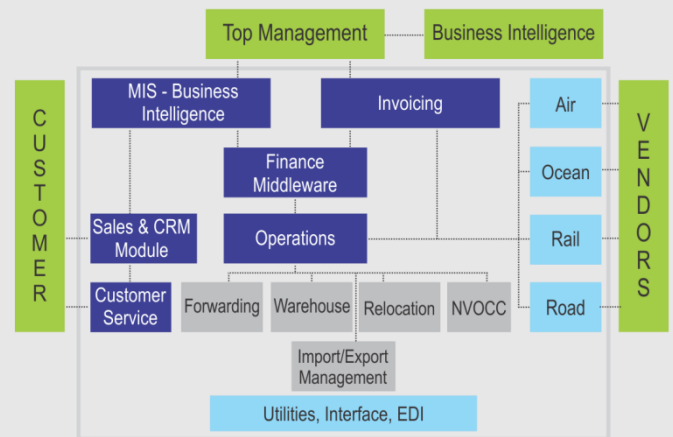 Top Management
Business Intelligence
CUSTOMER
MIS - Business
Intelligence
Invoicing
Air
VENDORS
Finance
Middleware
Ocean
Sales & CRM
Module
Operations
Rail
Customer
Service
Forwarding
Warehouse
Relocation
NVOCC
Road
Import/Export
Management
Utilities, Interface, EDI